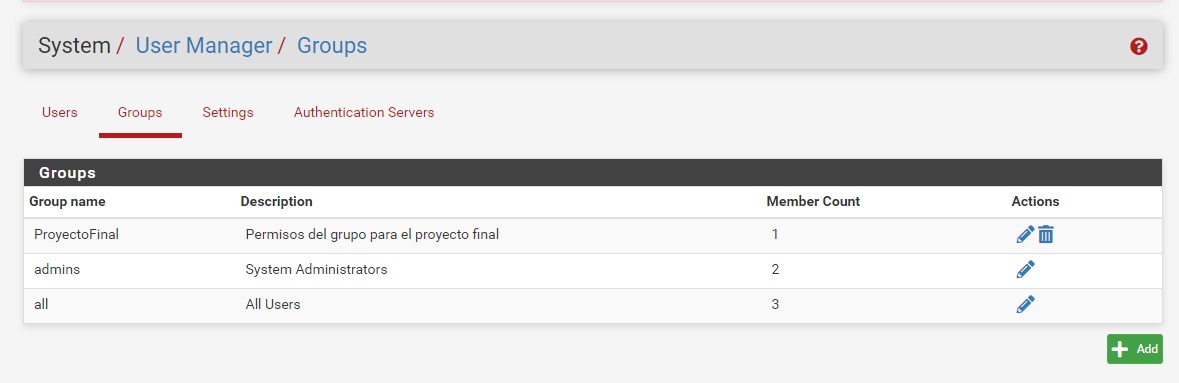 System / User Manager / Groups
Users Groups Settings Authentication Servers
Groups
Group name Description Member Count Actions
ProyectoFinal Permisos del grupo para el proyecto final 1
admins System Administrators 2
all All Users 3
Add